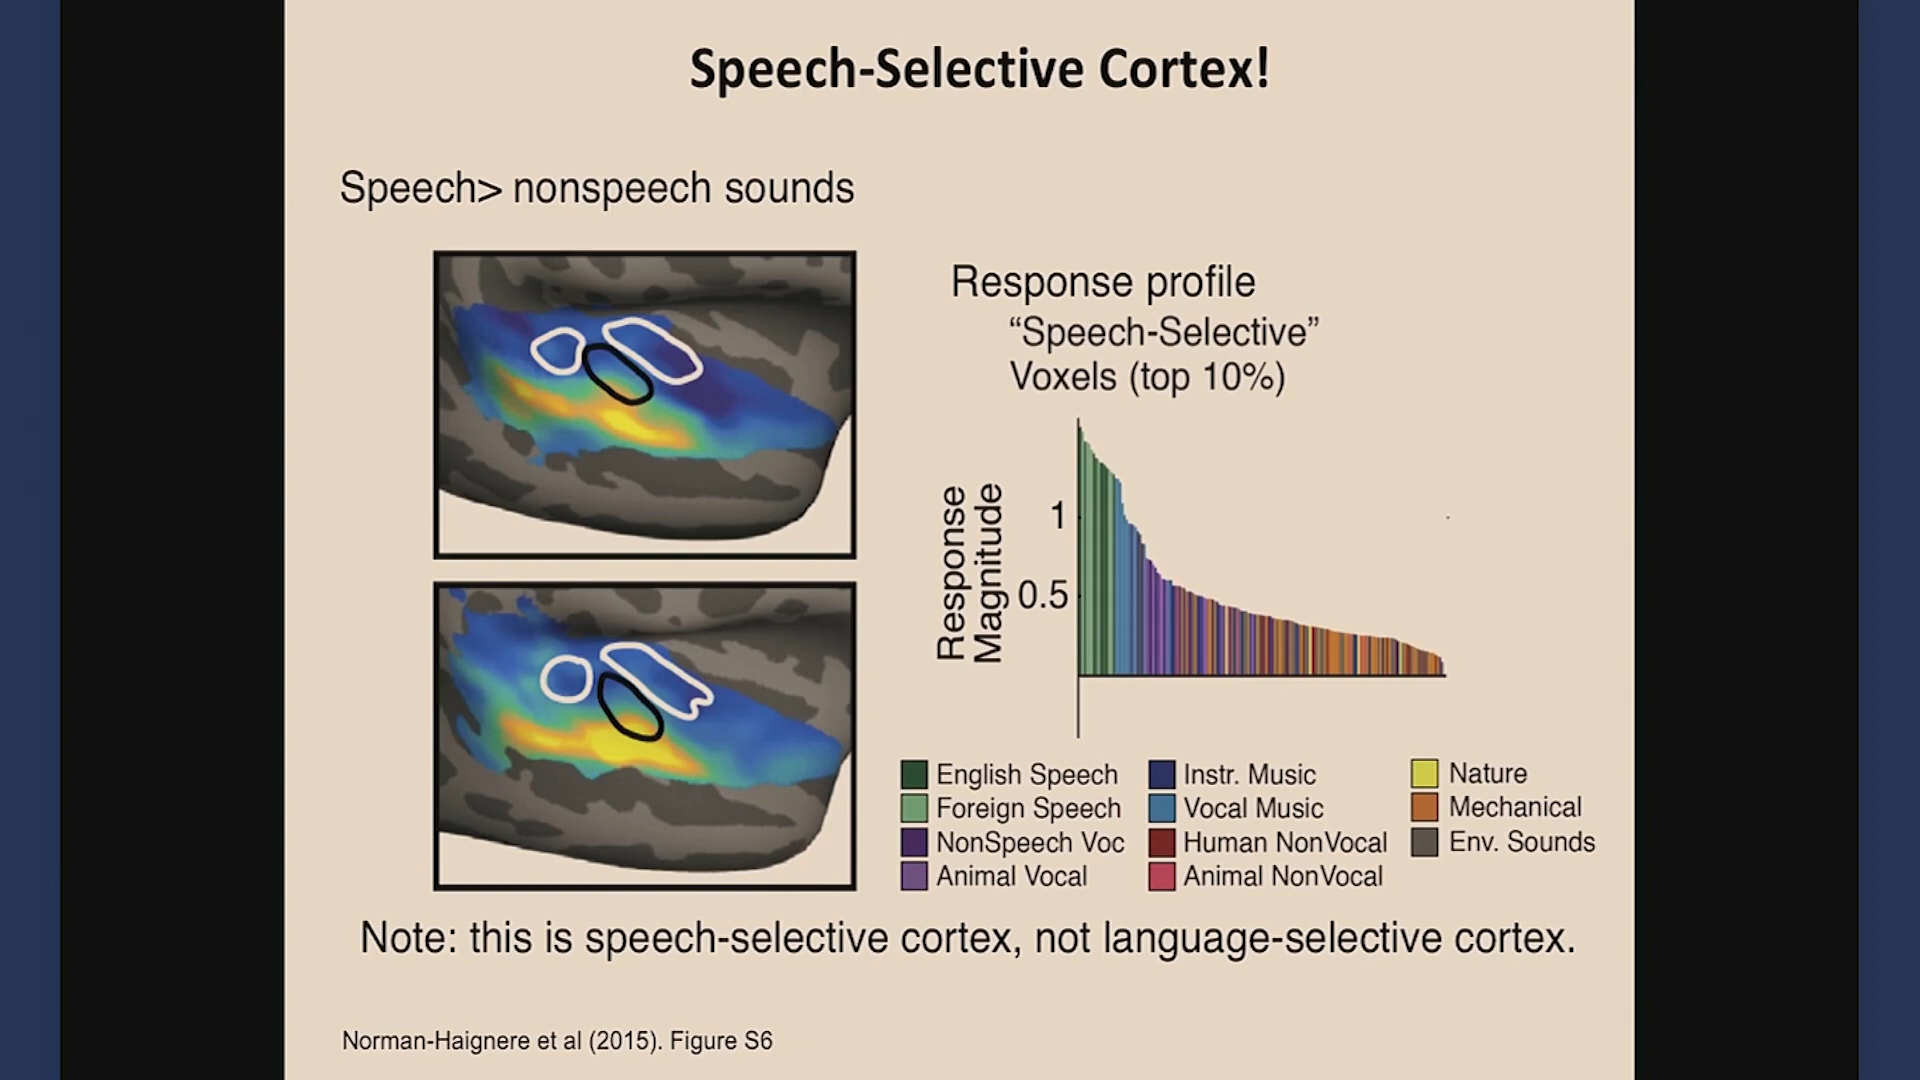 Speech-Selective Cortex!
Speech> nonspeech sounds
Response profile
“Speech-Selective”
Voxels (top 10%)
Response
Magnitude
1
0.5
English Speech
Foreign Speech
NonSpeech Voc
Animal Vocal
Instr. Music
Vocal Music
Human NonVocal
Animal NonVocal
Nature
Mechanical
Env. Sounds
Note: this is speech-selective cortex, not language-selective cortex.
Norman-Haignere et al (2015). Figure S6